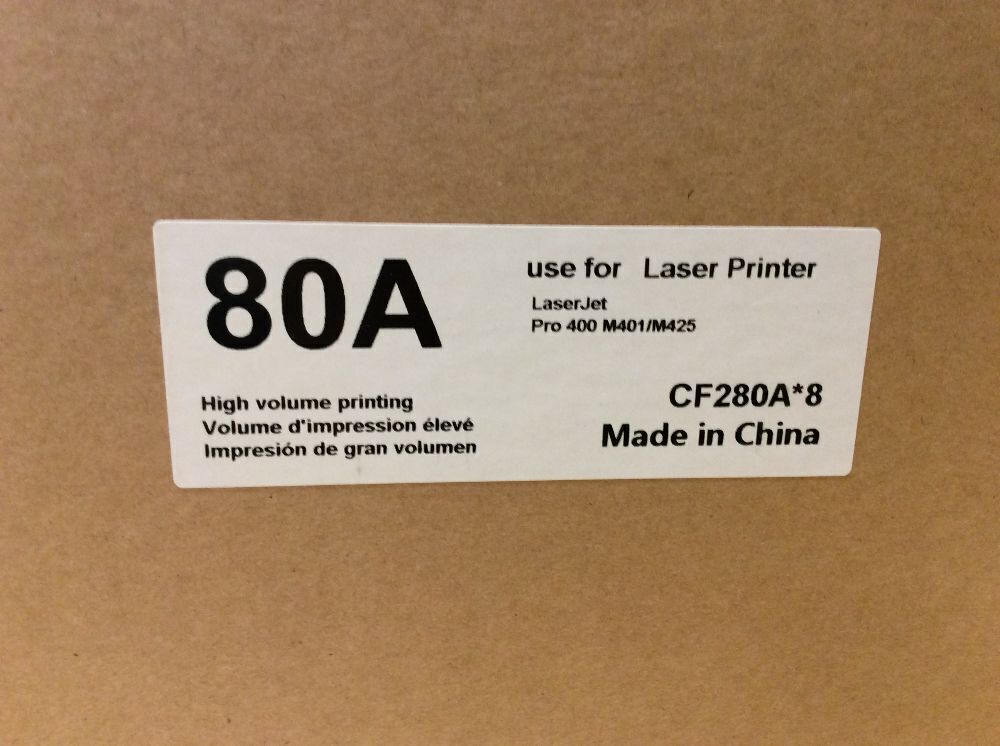 80A
use for Laser Printer
LaserJet
Pro 400 M401/M425
High volume printing
Volume d'impression élevé
Impresión de gran volumen
CF280A*8
Made in China